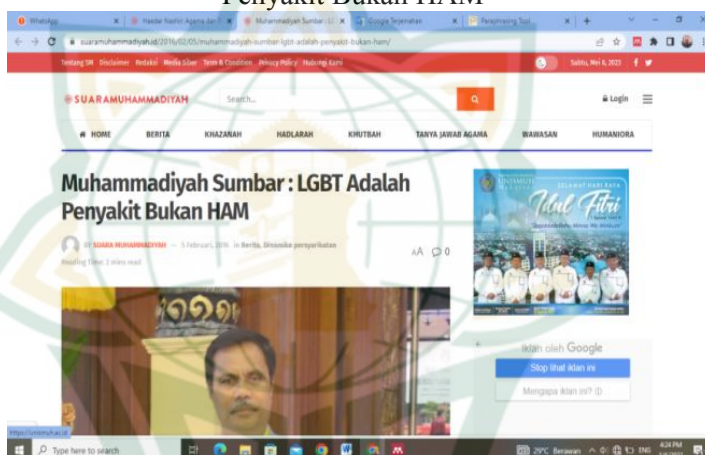 Penyakit Bukan HAM
WhatsApp
Haedar Nashir: Agama dan
Muhammadiyah Sumbar : LG
Google Terjemahan
Paraphrasing Tool
suaramuhammadiyah.id/2016/02/05/muhammadiyah-sumbar-lgbt-adalah-penyakit-bukan-ham/
Tentang SM Disclaimer Redaksi Media Siber Term & Condition Privacy Policy Hubungi Kami
Sabtu, Mei 6, 2023
SUARAMUHAMMADIYAH
Search...
Login
HOME BERITA KHAZANAH HADLARAH KHUTBAH TANYA JAWAB AGAMA WAWASAN HUMANIORA
Muhammadiyah Sumbar : LGBT Adalah
Penyakit Bukan HAM
BY SUARA MUHAMMADIYAH — 5 Februari, 2016 in Berita, Dinamika persyarikatan
Reading Time: 2 mins read
AA 0
SELAMAT HARI RAYA
Idul Fitri
Iklan oleh Google
Stop lihat iklan ini
Mengapa iklan ini?
Type here to search
29°C Berawan
ENG
4:24 PM